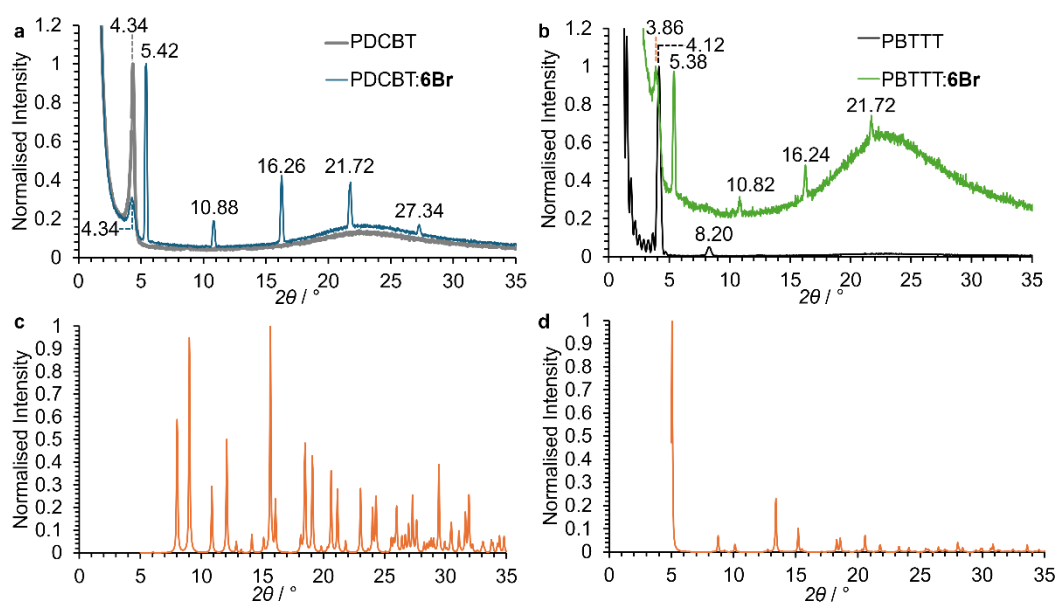 a
Normalised Intensity
1.2
1
0.8
0.6
0.4
0.2
0
4.34
5.42
PDCBT
PDCBT:6Br
16.26
21.72
10.88
27.34
4.34
0 5 10 15 20 25 30 35
2θ / °
b
Normalised Intensity
1.2
1
0.8
0.6
0.4
0.2
0
3.86
4.12
5.38
PBTTT
PBTTT:6Br
21.72
16.24
10.82
8.20
0 5 10 15 20 25 30 35
2θ / °
c
Normalised Intensity
1
0.9
0.8
0.7
0.6
0.5
0.4
0.3
0.2
0.1
0
0 5 10 15 20 25 30 35
2θ / °
d
Normalised Intensity
1
0.9
0.8
0.7
0.6
0.5
0.4
0.3
0.2
0.1
0
0 5 10 15 20 25 30 35
2θ / °